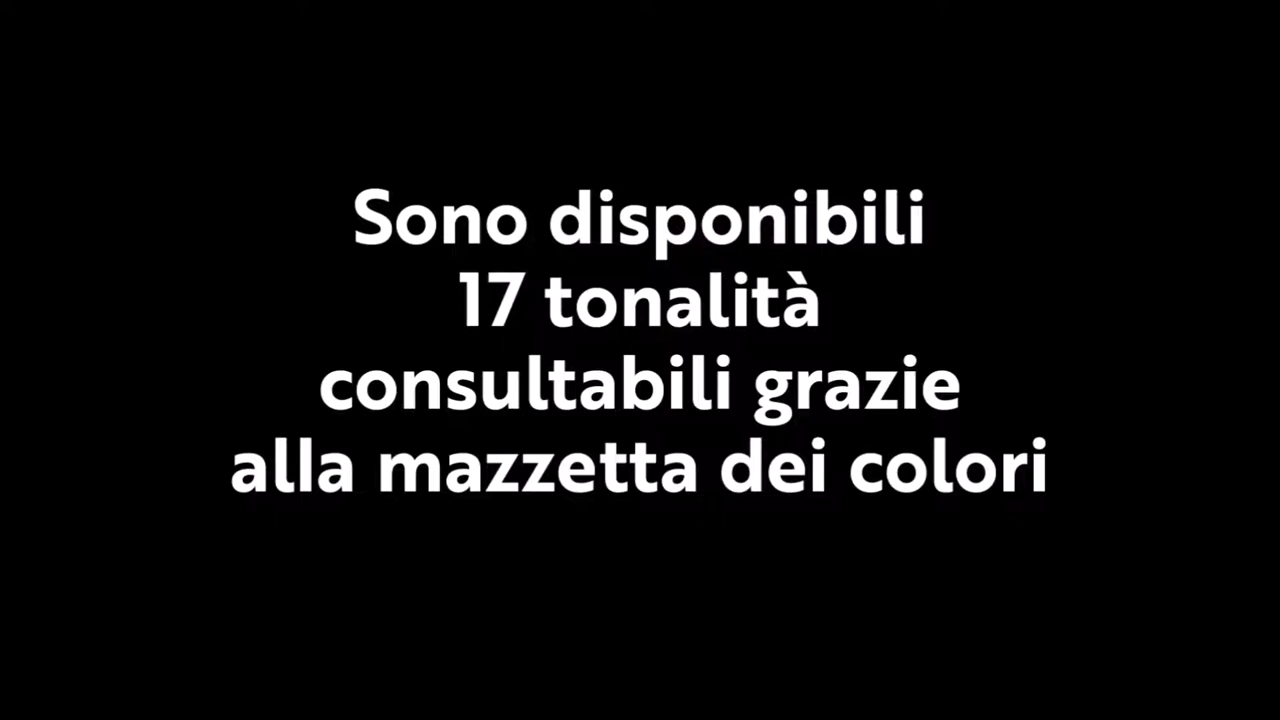 Sono disponibili
17 tonalità
consultabili grazie
alla mazzetta dei colori